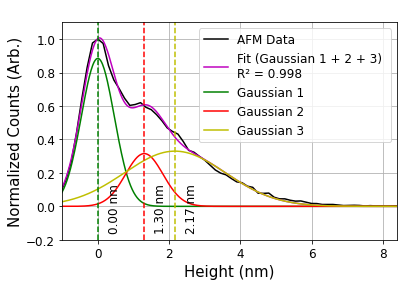 Normalized Counts (Arb.)
1.0
0.8
0.6
0.4
0.2
0.0
−0.2
AFM Data
Fit (Gaussian 1 + 2 + 3)
R² = 0.998
Gaussian 1
Gaussian 2
Gaussian 3
0.00 nm
1.30 nm
2.17 nm
0
2
4
6
8
Height (nm)